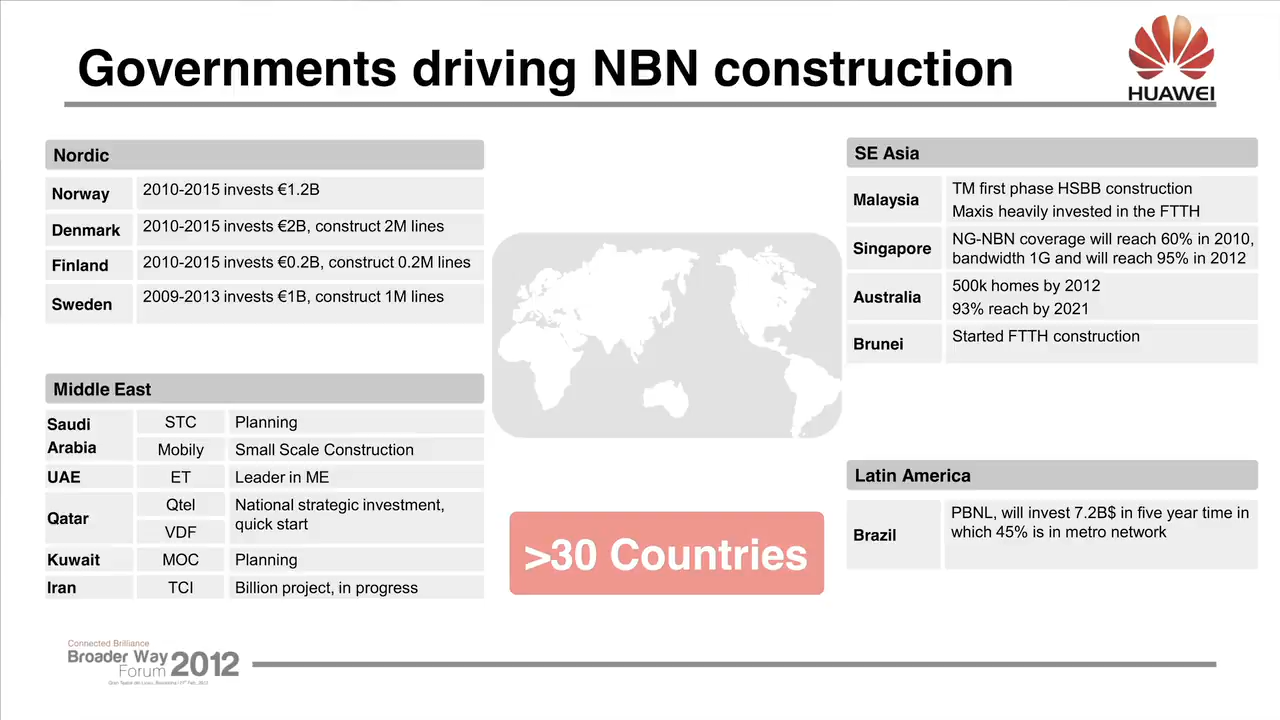 Governments driving NBN construction
HUAWEI
Nordic
Norway 2010-2015 invests €1.2B
Denmark 2010-2015 invests €2B, construct 2M lines
Finland 2010-2015 invests €0.2B, construct 0.2M lines
Sweden 2009-2013 invests €1B, construct 1M lines
Middle East
Saudi Arabia STC Planning
Mobily Small Scale Construction
UAE ET Leader in ME
Qatar Qtel National strategic investment,
VDF quick start
Kuwait MOC Planning
Iran TCI Billion project, in progress
>30 Countries
SE Asia
Malaysia TM first phase HSBB construction
Maxis heavily invested in the FTTH
Singapore NG-NBN coverage will reach 60% in 2010,
bandwidth 1G and will reach 95% in 2012
Australia 500k homes by 2012
93% reach by 2021
Brunei Started FTTH construction
Latin America
Brazil PBNL, will invest 7.2B$ in five year time in
which 45% is in metro network
Connected Brilliance
Broader Way
Forum 2012